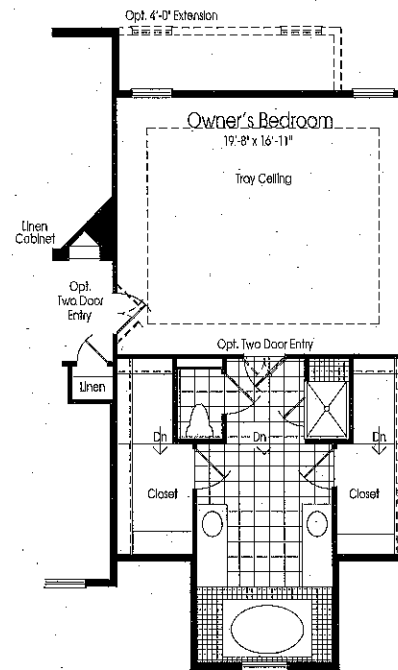 Opt. 4'-0" Extension
Owner's Bedroom
19'-8" x 16'-11"
Tray Ceiling
Linen
Cabinet
Opt.
Two Door
Entry
Opt. Two Door Entry
Linen
Dn
Dn
Dn
Closet
Closet